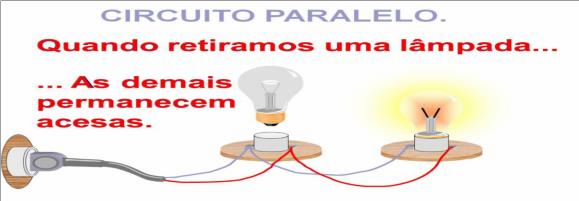 CIRCUITO PARALELO.
Quando retiramos uma lâmpada...
... As demais
permanecem
acesas.